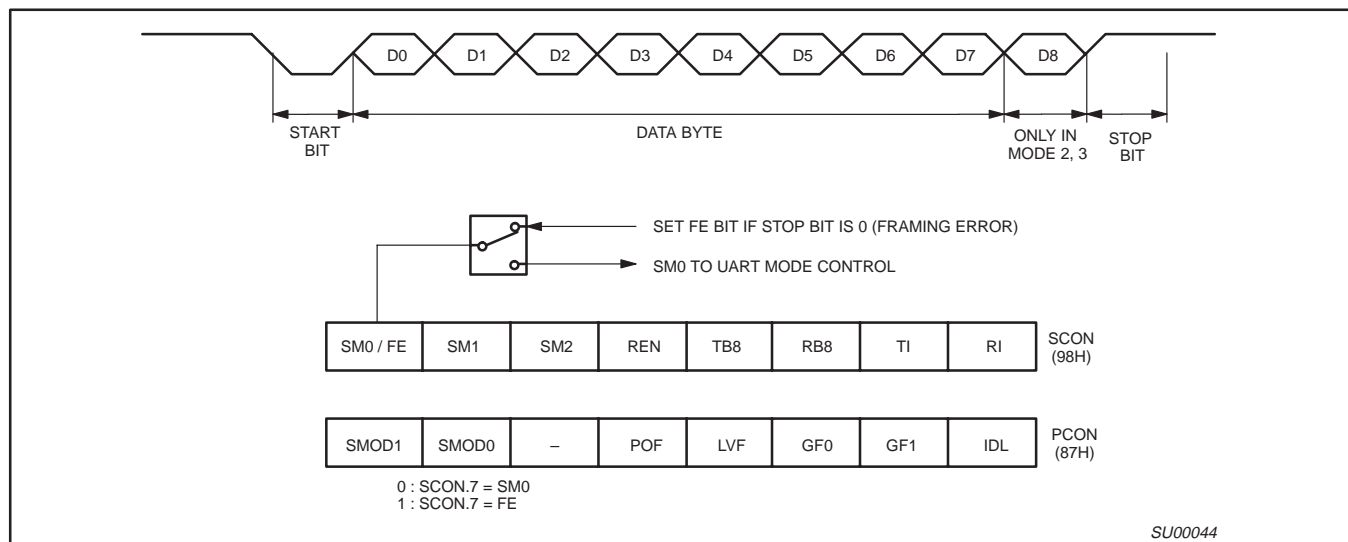 D0 D1 D2 D3 D4 D5 D6 D7 D8
START
BIT
DATA BYTE
ONLY IN
MODE 2, 3
STOP
BIT
SET FE BIT IF STOP BIT IS 0 (FRAMING ERROR)
SM0 TO UART MODE CONTROL
SM0 / FE SM1 SM2 REN TB8 RB8 TI RI
SCON
(98H)
SMOD1 SMOD0 – POF LVF GF0 GF1 IDL
PCON
(87H)
0 : SCON.7 = SM0
1 : SCON.7 = FE
SU00044